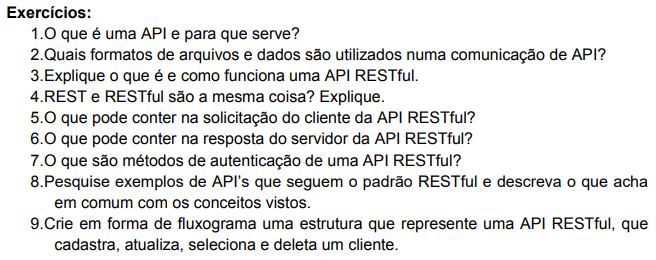 Exercícios:
1.O que é uma API e para que serve?
2.Quais formatos de arquivos e dados são utilizados numa comunicação de API?
3.Explique o que é e como funciona uma API RESTful.
4.REST e RESTful são a mesma coisa? Explique.
5.O que pode conter na solicitação do cliente da API RESTful?
6.O que pode conter na resposta do servidor da API RESTful?
7.O que são métodos de autenticação de uma API RESTful?
8.Pesquise exemplos de API's que seguem o padrão RESTful e descreva o que acha
em comum com os conceitos vistos.
9.Crie em forma de fluxograma uma estrutura que represente uma API RESTful, que
cadastra, atualiza, seleciona e deleta um cliente.